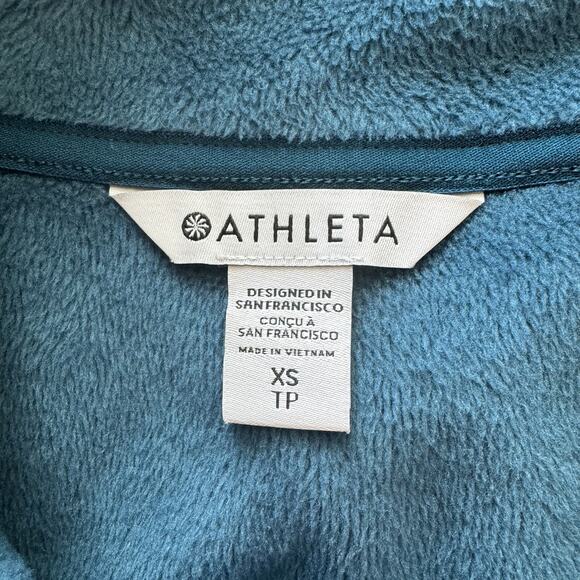 ATHLETA
DESIGNED IN
SAN FRANCISCO
CONÇU À
SAN FRANCISCO
MADE IN VIETNAM
XS
TP